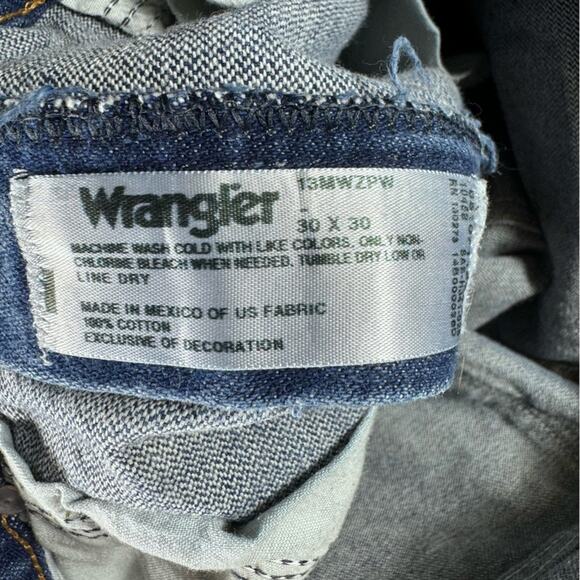 Wrangler
13MWZPW
-
30 X 30
MACHINE WASH COLD WITH LIKE COLORS, ONLY NON-
CHLORINE BLEACH WHEN NEEDED. TUMBLE DRY LOW OR
LINE DRY
MADE IN MEXICO OF US FABRIC
100% COTTON
EXCLUSIVE OF DECORATION